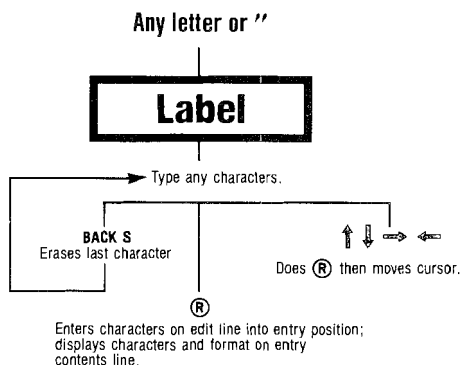 Any letter or ”
Label
Type any characters.
BACK S
Erases last character
Does Ⓡ then moves cursor.
Ⓡ
Enters characters on edit line into entry position;
displays characters and format on entry
contents line.